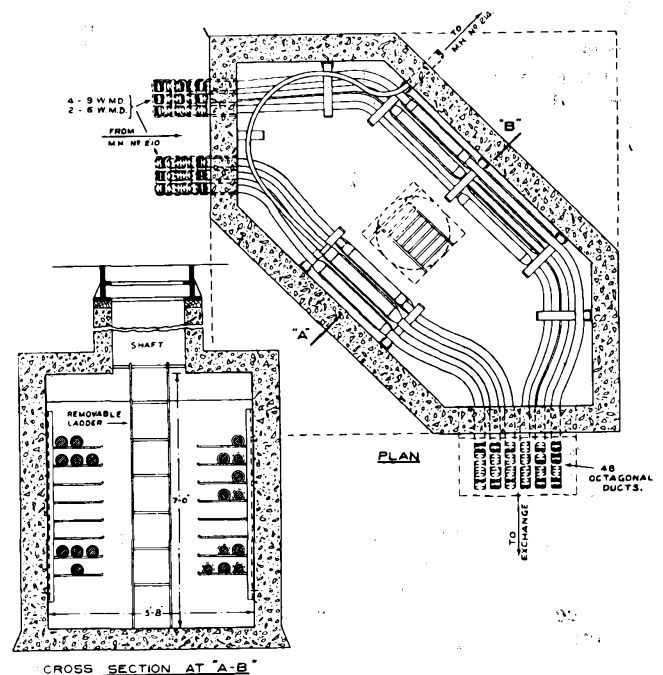 TO
M.H. Nº 210.
4 - 9 W.M.D.
2 - 6 W.M.D.
FROM
M.H. Nº 210
"B"
"A"
SHAFT
REMOVABLE
LADDER
7'-0"
5'-8"
PLAN
48
OCTAGONAL
DUCTS.
TO
EXCHANGE
CROSS SECTION AT "A-B"